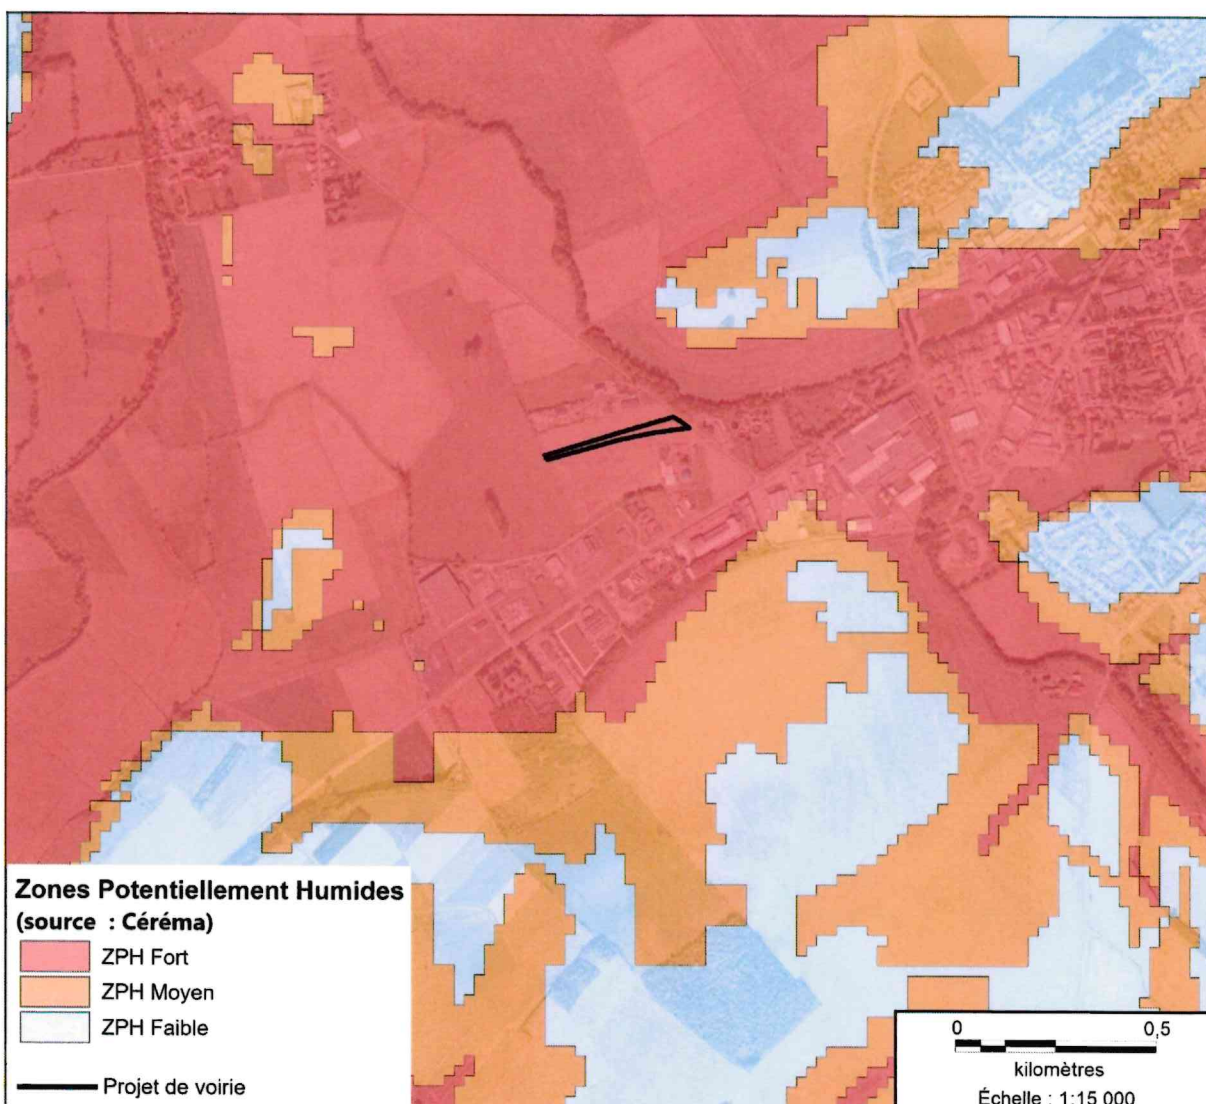 Zones Potentiellement Humides
(source : Céréma)
ZPH Fort
ZPH Moyen
ZPH Faible
Projet de voirie
0 0,5
kilomètres
Échelle : 1:15 000